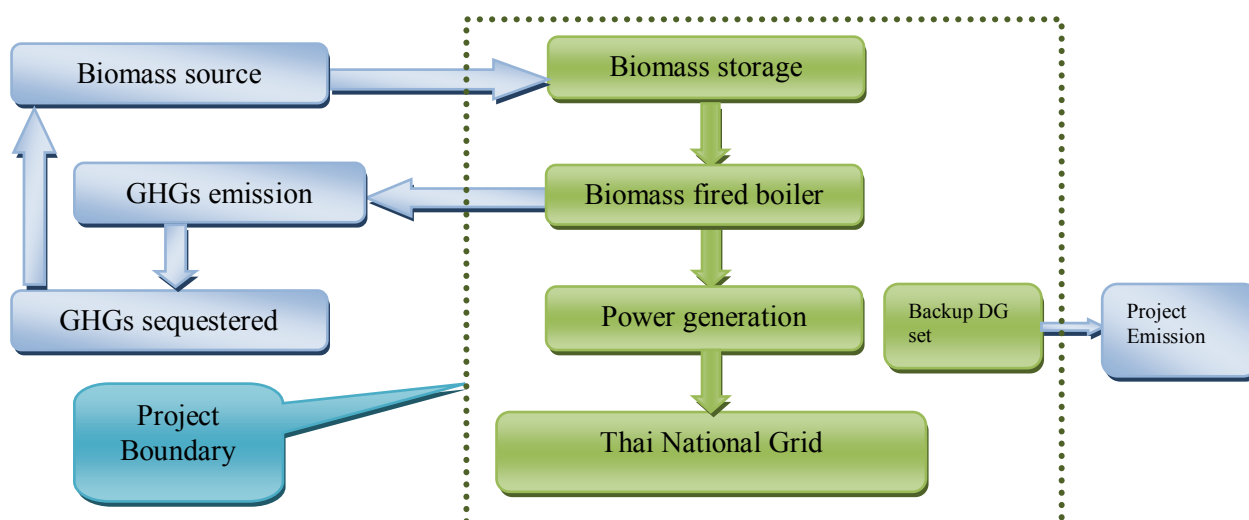 Biomass source
Biomass storage
GHGs emission
Biomass fired boiler
GHGs sequestered
Power generation
Backup DG
set
Project
Emission
Project
Boundary
Thai National Grid